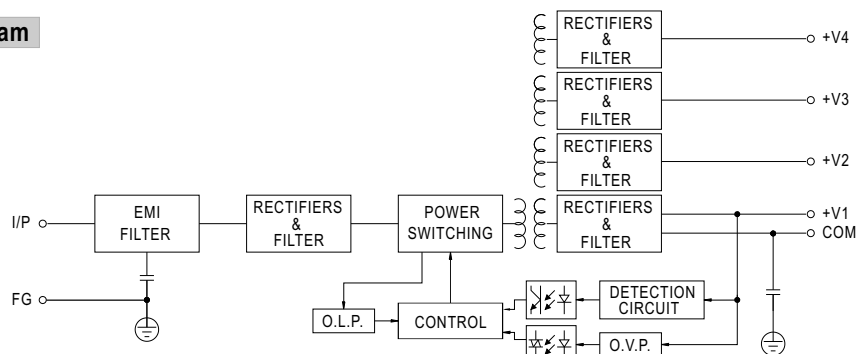 am
RECTIFIERS
&
FILTER
+V4
RECTIFIERS
&
FILTER
+V3
RECTIFIERS
&
FILTER
+V2
I/P
EMI
FILTER
RECTIFIERS
&
FILTER
POWER
SWITCHING
RECTIFIERS
&
FILTER
+V1
COM
FG
O.L.P.
CONTROL
DETECTION
CIRCUIT
O.V.P.